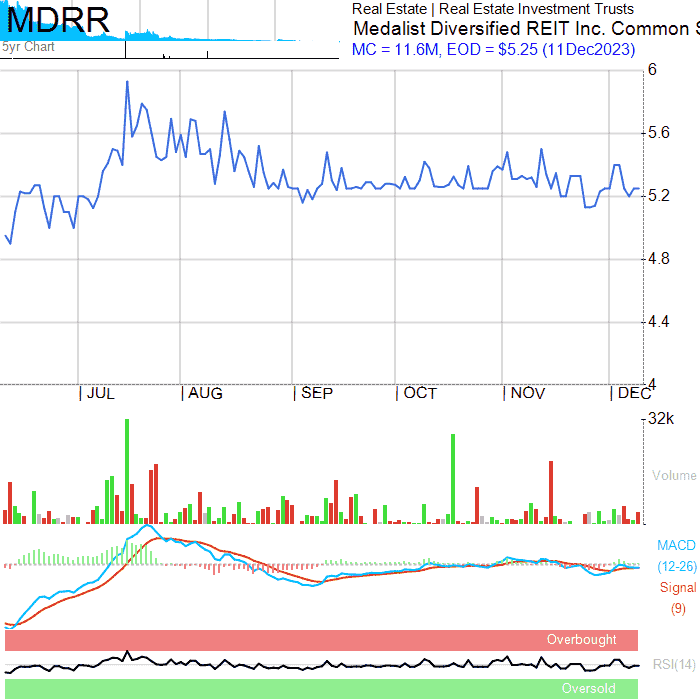 MDRR
5yr Chart
Real Estate | Real Estate Investment Trusts
Medalist Diversified REIT Inc. Common
MC = 11.6M, EOD = $5.25 (11Dec2023)
6
5.6
5.2
4.8
4.4
4
JUL AUG SEP OCT NOV DEC
32k
Volume
MACD
(12-26)
Signal
(9)
Overbought
RSI(14)
Oversold